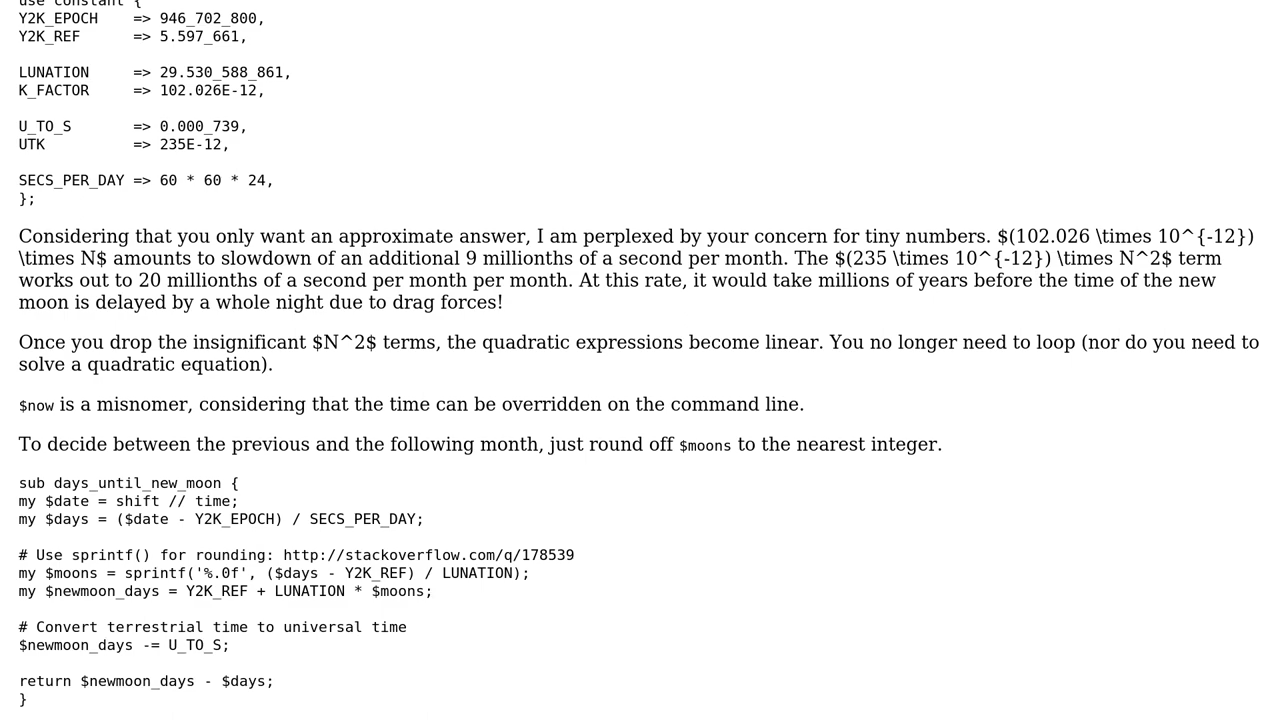 use constant {
Y2K_EPOCH    => 946_702_800,
Y2K_REF      => 5.597_661,
LUNATION     => 29.530_588_861,
K_FACTOR     => 102.026E-12,
U_TO_S       => 0.000_739,
UTK          => 235E-12,
SECS_PER_DAY => 60 * 60 * 24,
};
Considering that you only want an approximate answer, I am perplexed by your concern for tiny numbers. $(102.026 \times 10^{-12})
\times N$ amounts to slowdown of an additional 9 millionths of a second per month. The $(235 \times 10^{-12}) \times N^2$ term
works out to 20 millionths of a second per month per month. At this rate, it would take millions of years before the time of the new
moon is delayed by a whole night due to drag forces!
Once you drop the insignificant $N^2$ terms, the quadratic expressions become linear. You no longer need to loop (nor do you need to
solve a quadratic equation).
$now is a misnomer, considering that the time can be overridden on the command line.
To decide between the previous and the following month, just round off $moons to the nearest integer.
sub days_until_new_moon {
my $date = shift // time;
my $days = ($date - Y2K_EPOCH) / SECS_PER_DAY;
# Use sprintf() for rounding: http://stackoverflow.com/q/178539
my $moons = sprintf('%.0f', ($days - Y2K_REF) / LUNATION);
my $newmoon_days = Y2K_REF + LUNATION * $moons;
# Convert terrestrial time to universal time
$newmoon_days -= U_TO_S;
return $newmoon_days - $days;
}